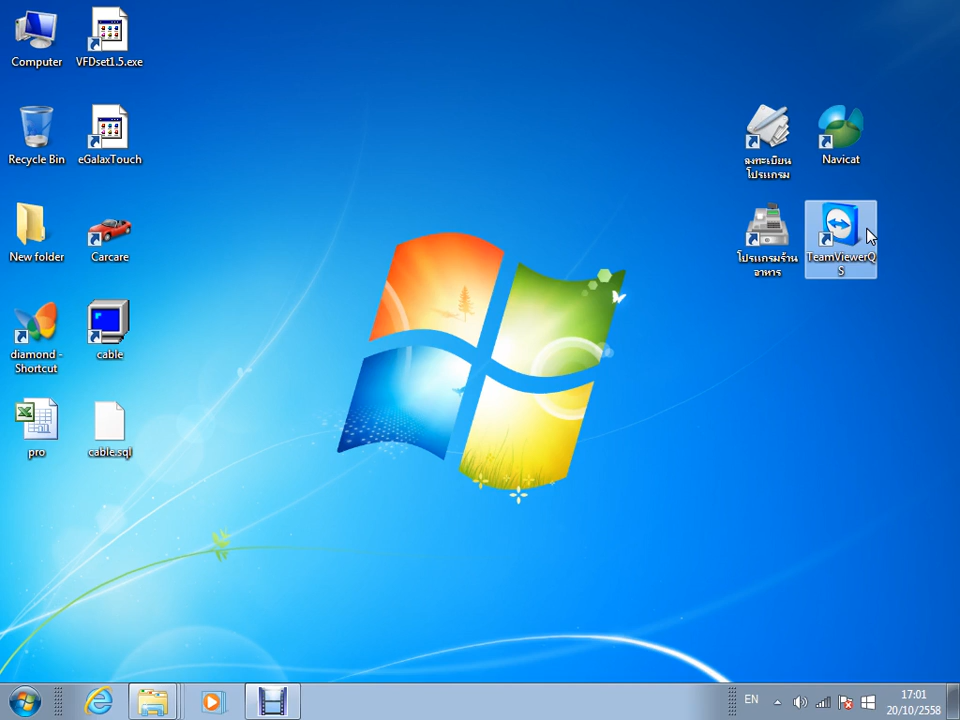 Computer
VFDset1.5.exe
Recycle Bin
eGalaxTouch
ลงทะเบียน
โปรแกรม
Navicat
New folder
Carcare
โปรแกรมร้าน
อาหาร
TeamViewerQ
S
diamond -
Shortcut
cable
pro
cable.sql
EN
17:01
20/10/2558